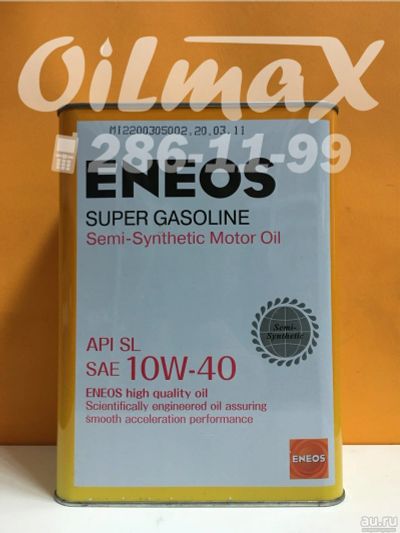 OiLmaX
MI2200305002,20.03.11
286-11-99
ENEOS
SUPER GASOLINE
Semi-Synthetic Motor Oil
Semi-
Synthetic
API SL
SAE 10W-40
ENEOS high quality oil
Scientifically engineered oil assuring
smooth acceleration performance
ENEOS
au.ru